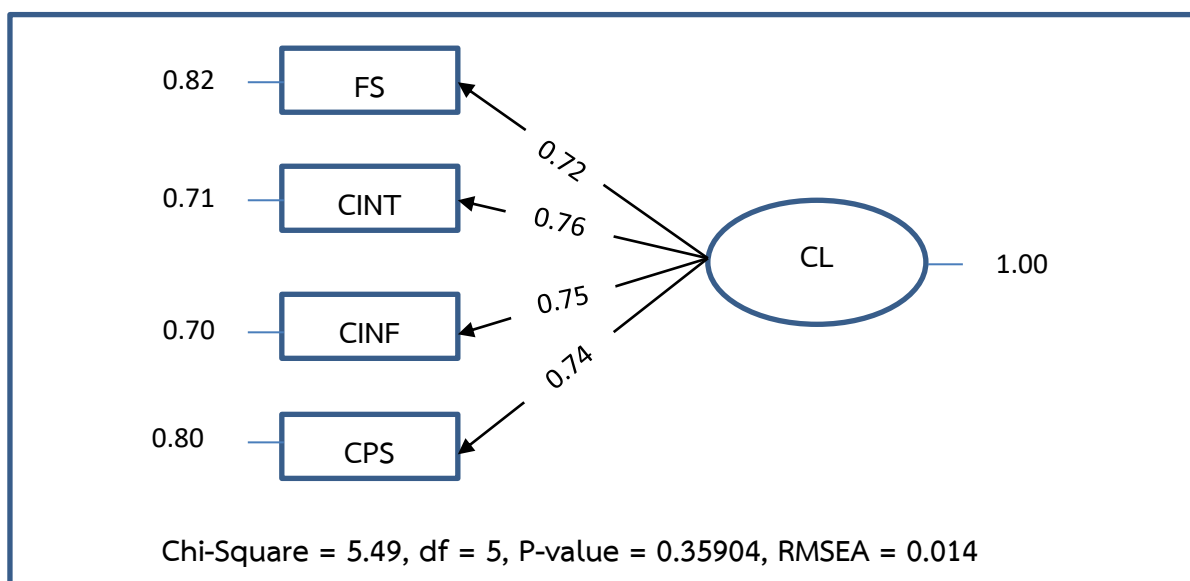 0.82 FS
0.72
0.71 CINT
0.76
CL 1.00
0.75
0.70 CINF
0.74
0.80 CPS
Chi-Square = 5.49, df = 5, P-value = 0.35904, RMSEA = 0.014